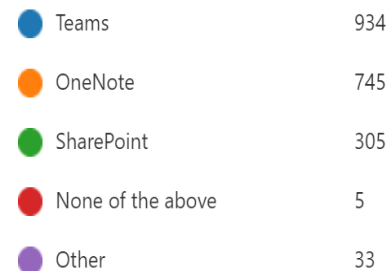 Teams 934
OneNote 745
SharePoint 305
None of the above 5
Other 33